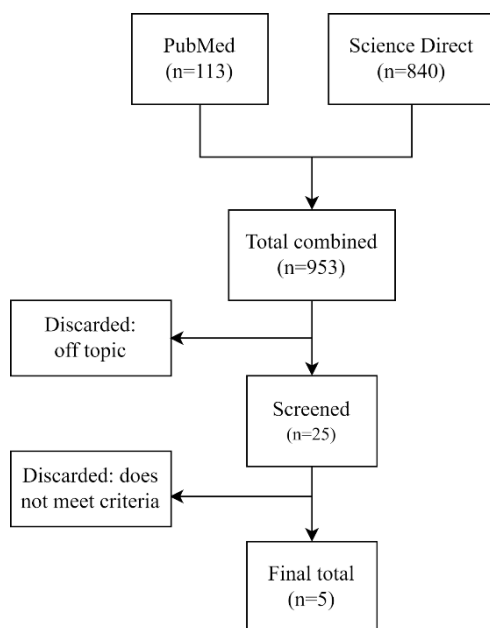 PubMed
(n=113)
Science Direct
(n=840)
Total combined
(n=953)
Discarded:
off topic
Screened
(n=25)
Discarded: does
not meet criteria
Final total
(n=5)